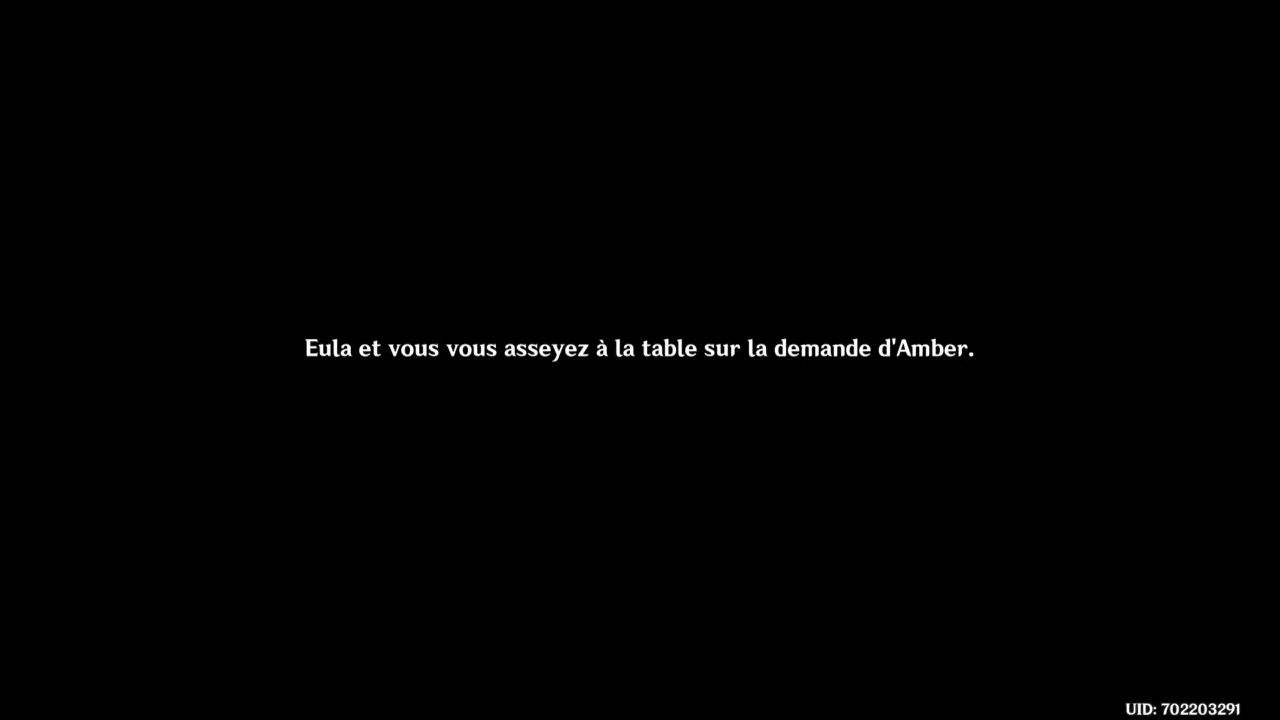 Eula et vous vous asseyez à la table sur la demande d'Amber.
UID: 702203291